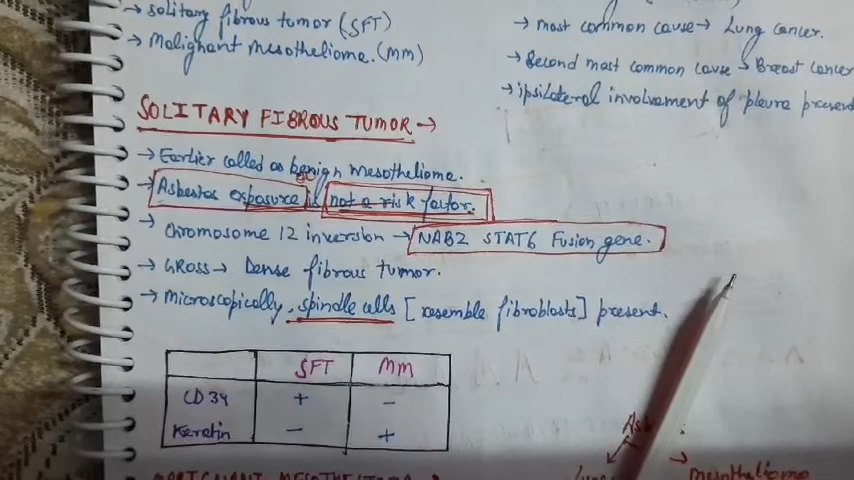 → solitary fibrous tumor (SFT)
→ Malignant mesothelioma. (MM)
→ most common cause → Lung cancer.
→ Second most common cause → Breast cancer
→ ipsilateral involvement of pleura present
SOLITARY FIBROUS TUMOR →
→ Earlier called as benign mesothelioma.
→ Asbestos exposure is not a risk factor.
→ Chromosome 12 inversion → NAB2 STAT6 Fusion gene.
→ GROSS → Dense fibrous tumor.
→ Microscopically, spindle cells [resemble fibroblasts] present.
SFT MM
CD34 + -
Keratin - +
MALIGNANT MESOTHELIOMA →
mesothelioma